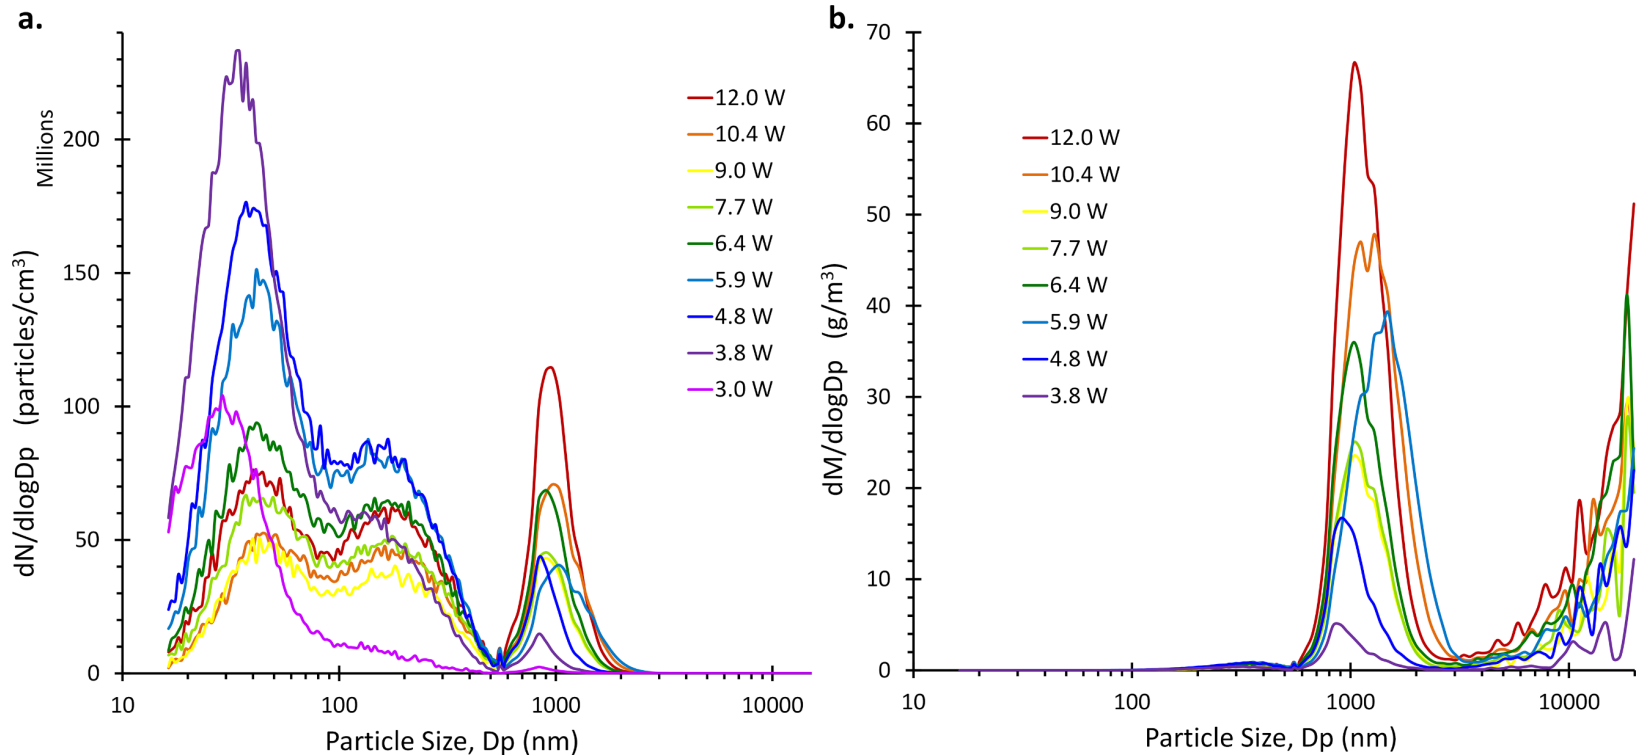 a.
Millions
dN/dlogDp (particles/cm³)
200
150
100
50
0
10
100
1000
10000
Particle Size, Dp (nm)
12.0 W
10.4 W
9.0 W
7.7 W
6.4 W
5.9 W
4.8 W
3.8 W
3.0 W
b.
dM/dlogDp (g/m³)
70
60
50
40
30
20
10
0
10
100
1000
10000
Particle Size, Dp (nm)
12.0 W
10.4 W
9.0 W
7.7 W
6.4 W
5.9 W
4.8 W
3.8 W